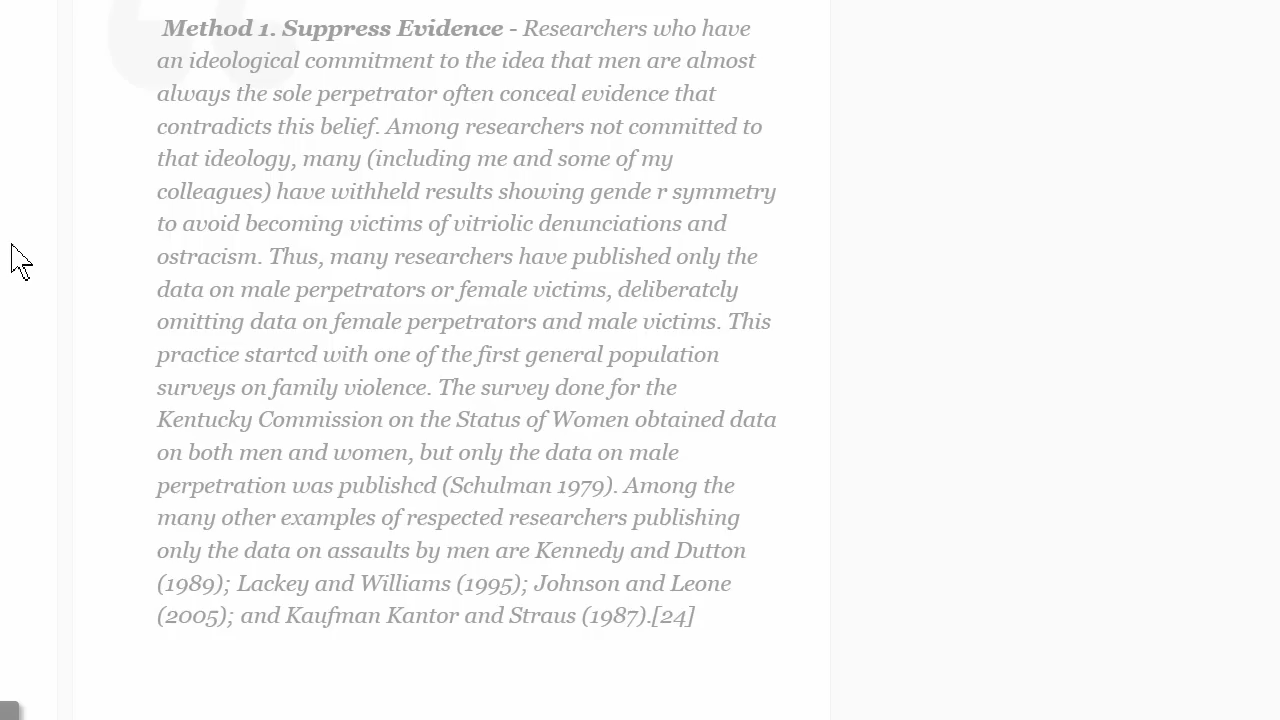 Method 1. Suppress Evidence - Researchers who have
an ideological commitment to the idea that men are almost
always the sole perpetrator often conceal evidence that
contradicts this belief. Among researchers not committed to
that ideology, many (including me and some of my
colleagues) have withheld results showing gende r symmetry
to avoid becoming victims of vitriolic denunciations and
ostracism. Thus, many researchers have published only the
data on male perpetrators or female victims, deliberatcly
omitting data on female perpetrators and male victims. This
practice startcd with one of the first general population
surveys on family violence. The survey done for the
Kentucky Commission on the Status of Women obtained data
on both men and women, but only the data on male
perpetration was publishcd (Schulman 1979). Among the
many other examples of respected researchers publishing
only the data on assaults by men are Kennedy and Dutton
(1989); Lackey and Williams (1995); Johnson and Leone
(2005); and Kaufman Kantor and Straus (1987).[24]